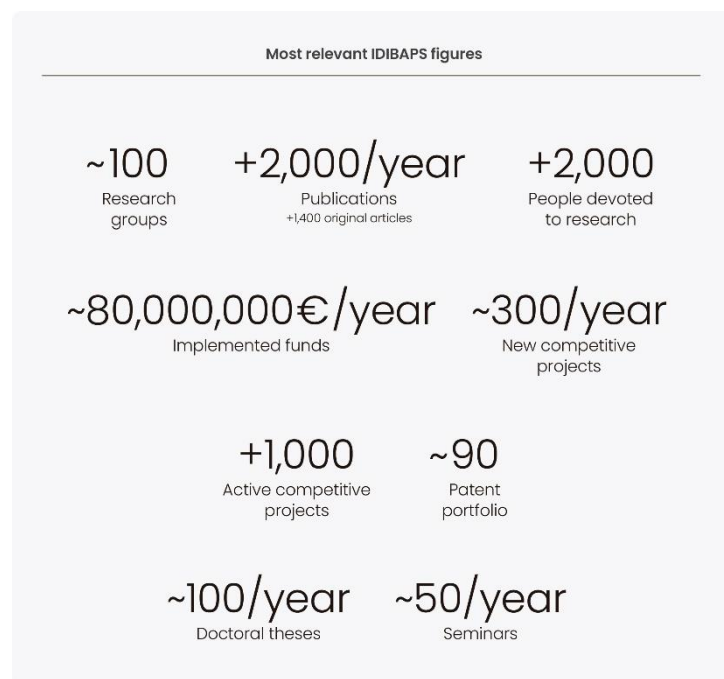 Most relevant IDIBAPS figures
~100
Research
groups
+2,000/year
Publications
+1,400 original articles
+2,000
People devoted
to research
~80,000,000€/year
Implemented funds
~300/year
New competitive
projects
+1,000
Active competitive
projects
~90
Patent
portfolio
~100/year
Doctoral theses
~50/year
Seminars